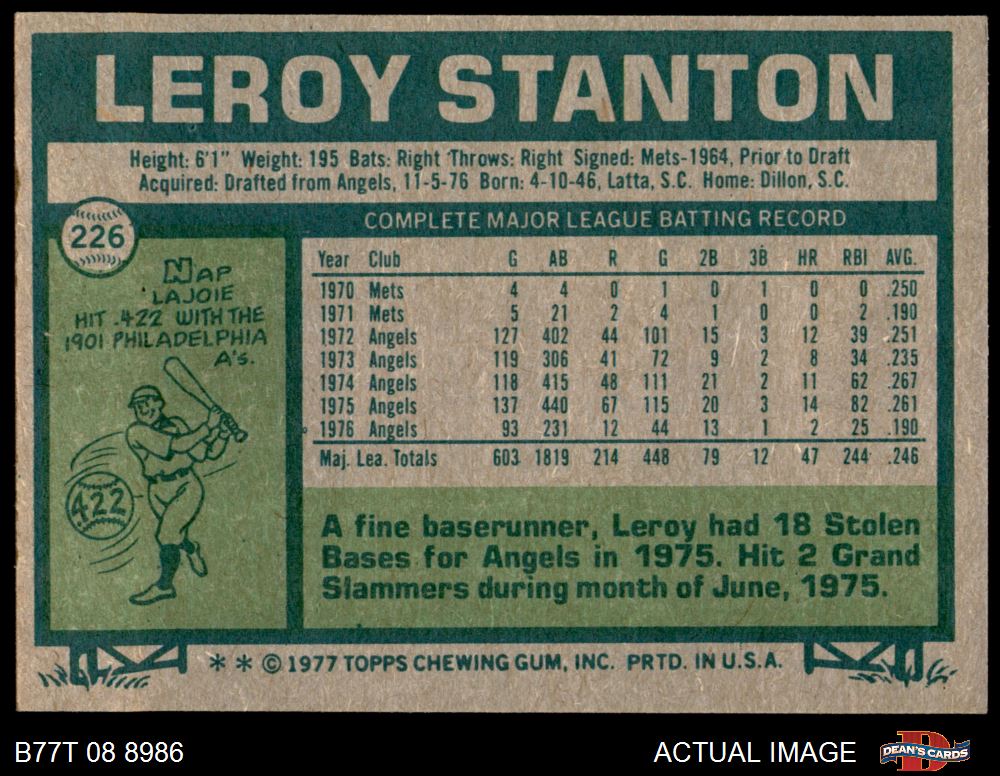 LEROY STANTON
Height: 6'1" Weight: 195 Bats: Right Throws: Right Signed: Mets-1964, Prior to Draft
Acquired: Drafted from Angels, 11-5-76 Born: 4-10-46, Latta, S.C. Home: Dillon, S.C.
226
NAP
LAJOIE
HIT .422 WITH THE
1901 PHILADELPHIA
A's.
.422
COMPLETE MAJOR LEAGUE BATTING RECORD
Year Club G AB R G 2B 3B HR RBI AVG.
1970 Mets 4 4 0 1 0 1 0 0 .250
1971 Mets 5 21 2 4 1 0 0 2 .190
1972 Angels 127 402 44 101 15 3 12 39 .251
1973 Angels 119 306 41 72 9 2 8 34 .235
1974 Angels 118 415 48 111 21 2 11 62 .267
1975 Angels 137 440 67 115 20 3 14 82 .261
1976 Angels 93 231 12 44 13 1 2 25 .190
Maj. Lea. Totals 603 1819 214 448 79 12 47 244 .246
A fine baserunner, Leroy had 18 Stolen
Bases for Angels in 1975. Hit 2 Grand
Slammers during month of June, 1975.
* * © 1977 TOPPS CHEWING GUM, INC. PRTD. IN U.S.A.
B77T 08 8986
ACTUAL IMAGE
D
DEAN'S CARDS